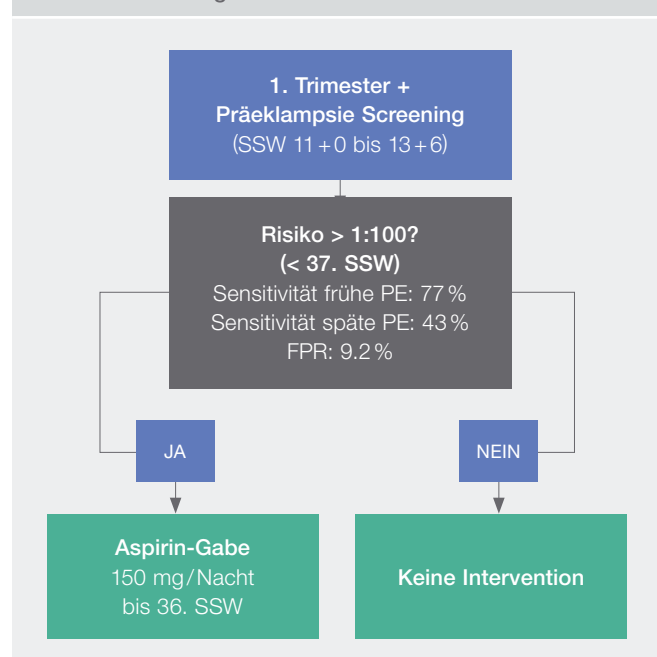 1. Trimester +
Präeklampsie Screening
(SSW 11+0 bis 13+6)
Risiko > 1:100?
(< 37. SSW)
Sensitivität frühe PE: 77 %
Sensitivität späte PE: 43 %
FPR: 9.2 %
JA
NEIN
Aspirin-Gabe
150 mg/Nacht
bis 36. SSW
Keine Intervention